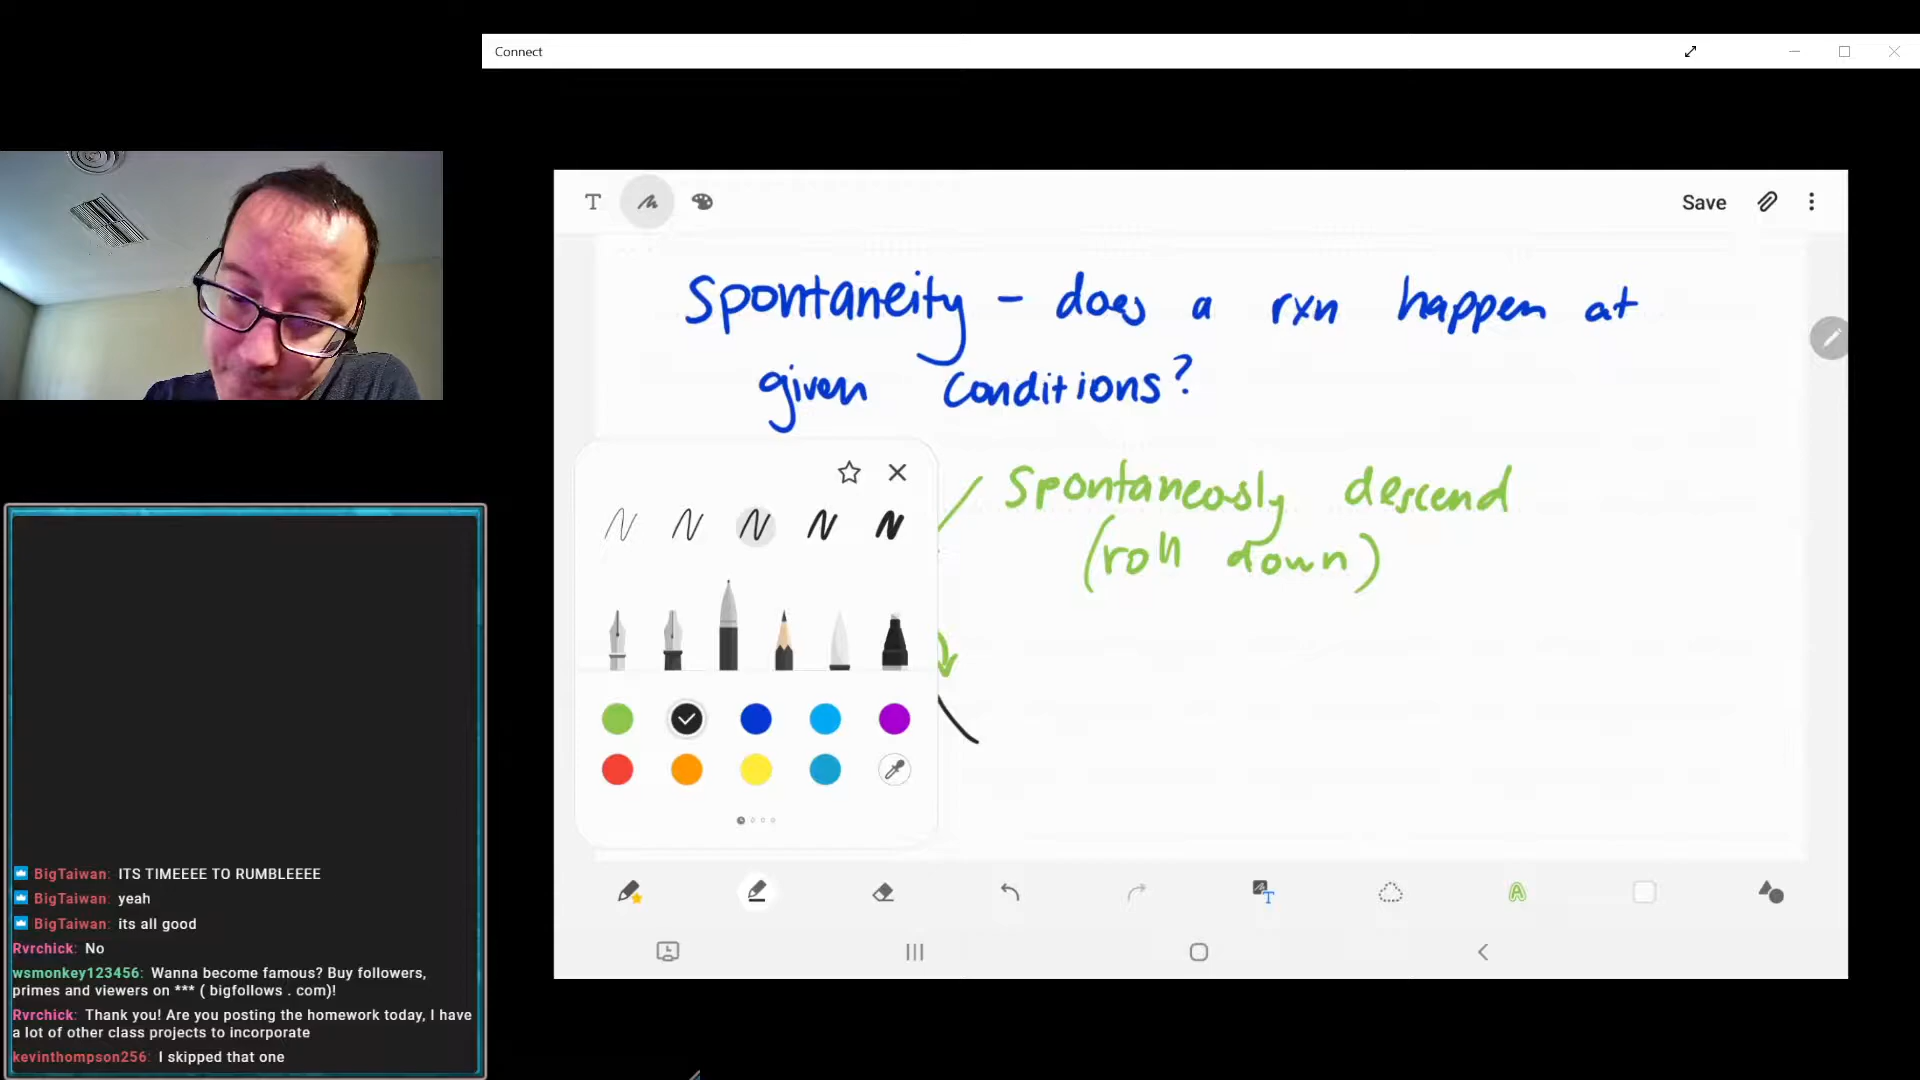 Connect
T
Save
Spontaneity - does a rxn happen at
given conditions?
Spontaneously descend
(roll down)
T
A
BigTaiwan: ITS TIMEEEE TO RUMBLEEEE
BigTaiwan: yeah
BigTaiwan: its all good
Rvrchick: No
wsmonkey123456: Wanna become famous? Buy followers,
primes and viewers on *** ( bigfollows . com)!
Rvrchick: Thank you! Are you posting the homework today, I have
a lot of other class projects to incorporate
kevinthompson256: I skipped that one